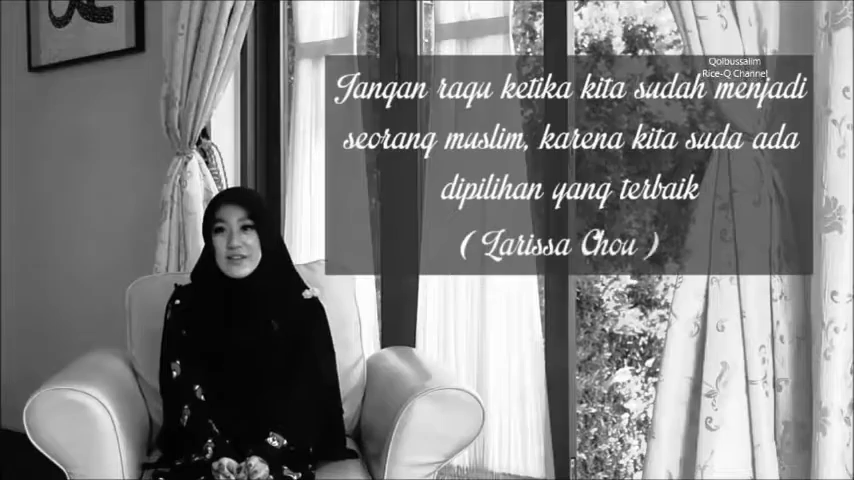 Qolbussalim
Rice-Q Channel
Jangan ragu ketika kita sudah menjadi
seorang muslim, karena kita suda ada
dipilihan yang terbaik
( Larissa Chou )